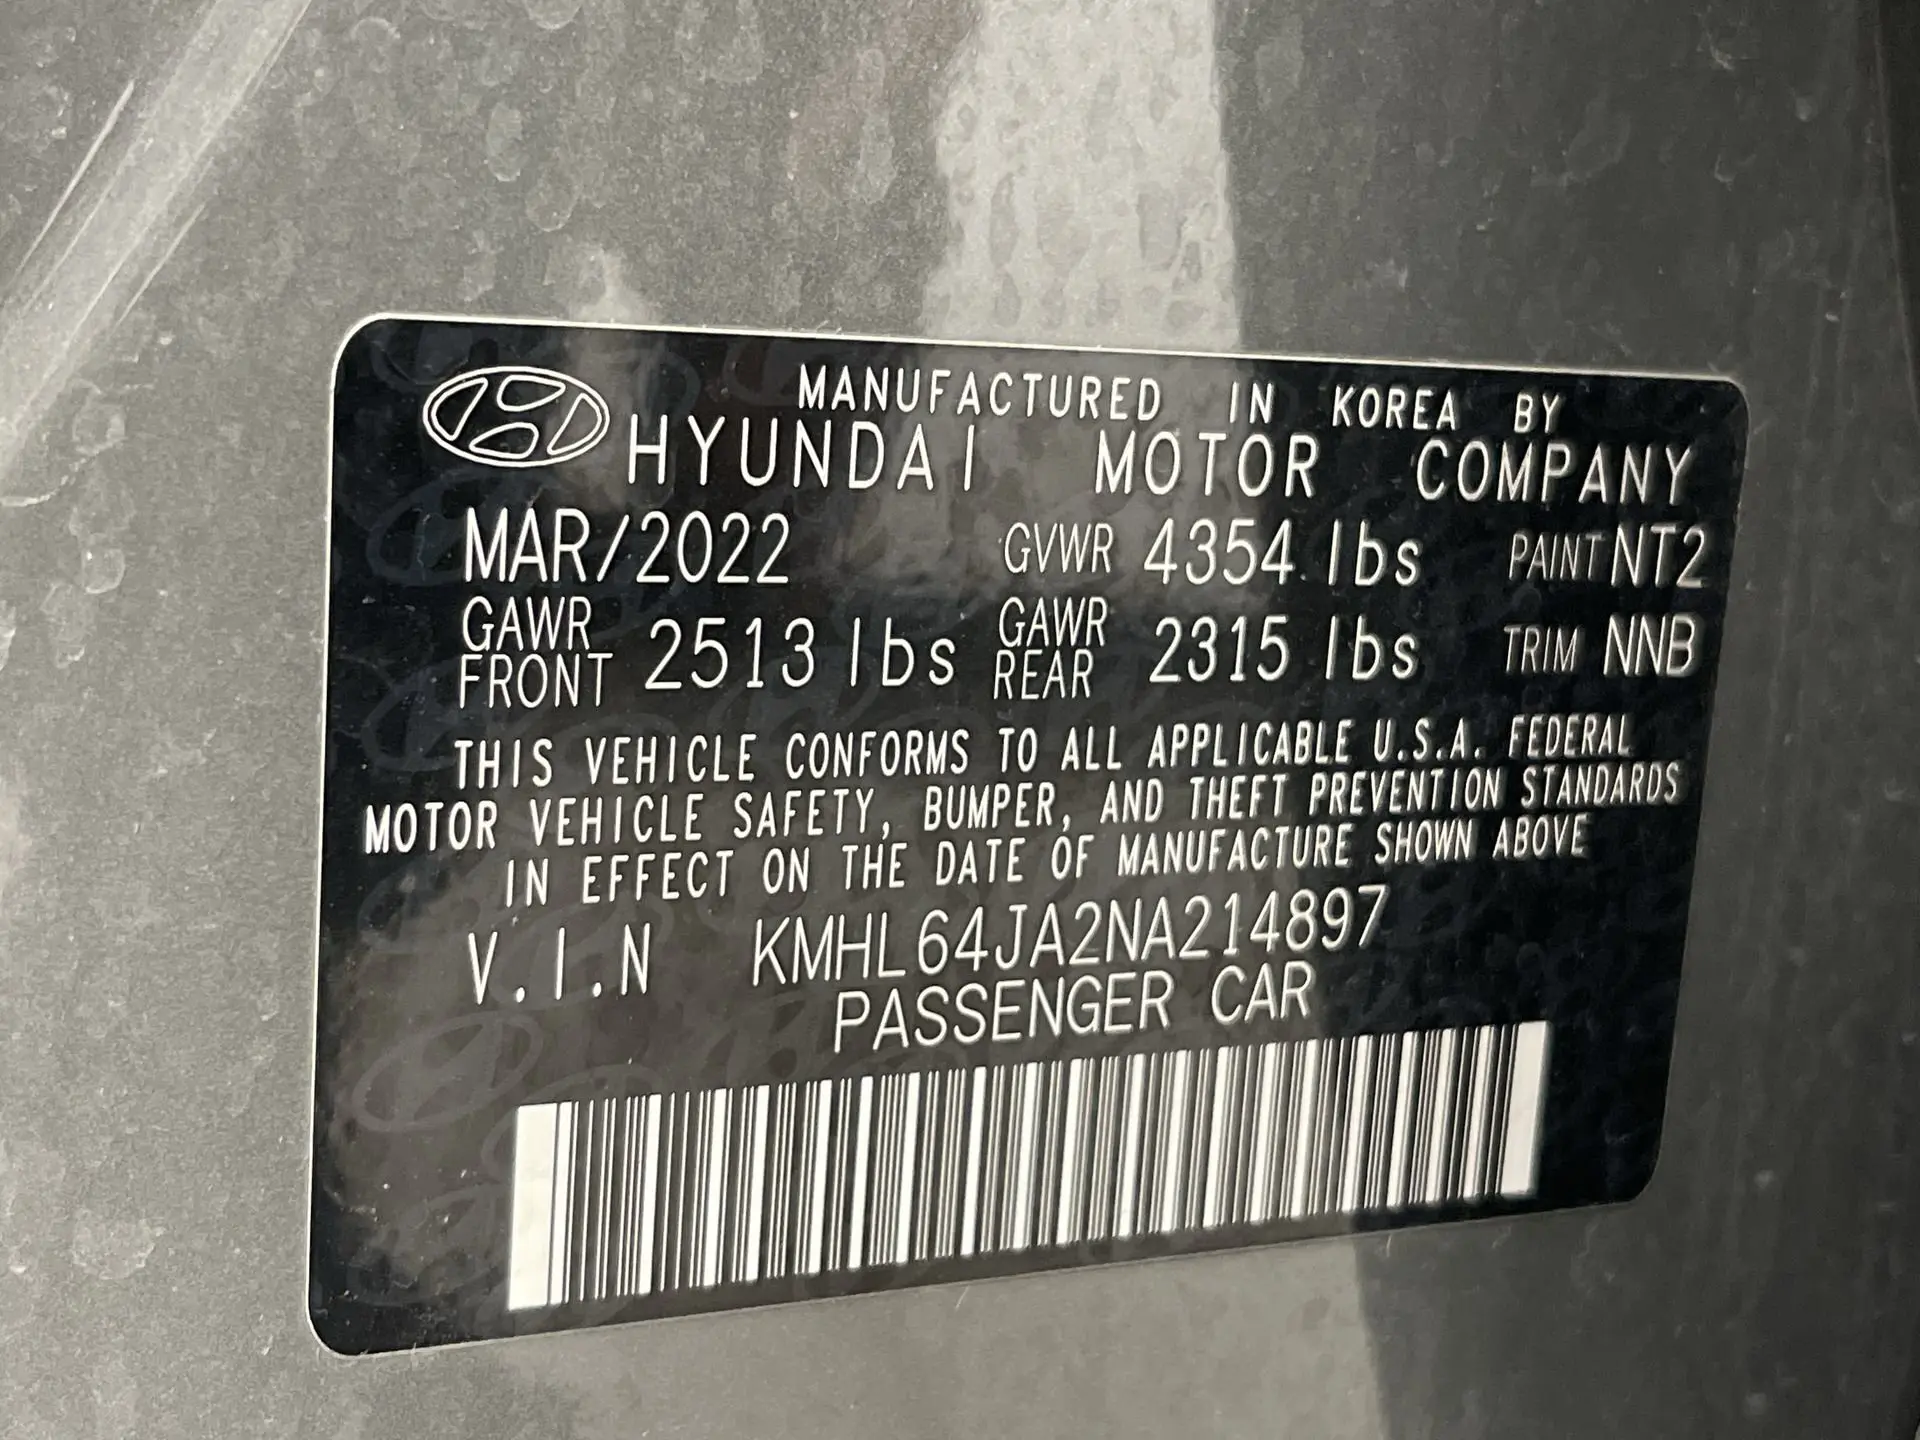 MANUFACTURED IN KOREA BY
HYUNDAI MOTOR COMPANY
MAR/2022 GVWR 4354 lbs PAINT NT2
GAWR FRONT 2513 lbs GAWR REAR 2315 lbs TRIM NNB
THIS VEHICLE CONFORMS TO ALL APPLICABLE U.S.A. FEDERAL
MOTOR VEHICLE SAFETY, BUMPER, AND THEFT PREVENTION STANDARDS
IN EFFECT ON THE DATE OF MANUFACTURE SHOWN ABOVE
V.I.N KMHL64JA2NA214897
PASSENGER CAR